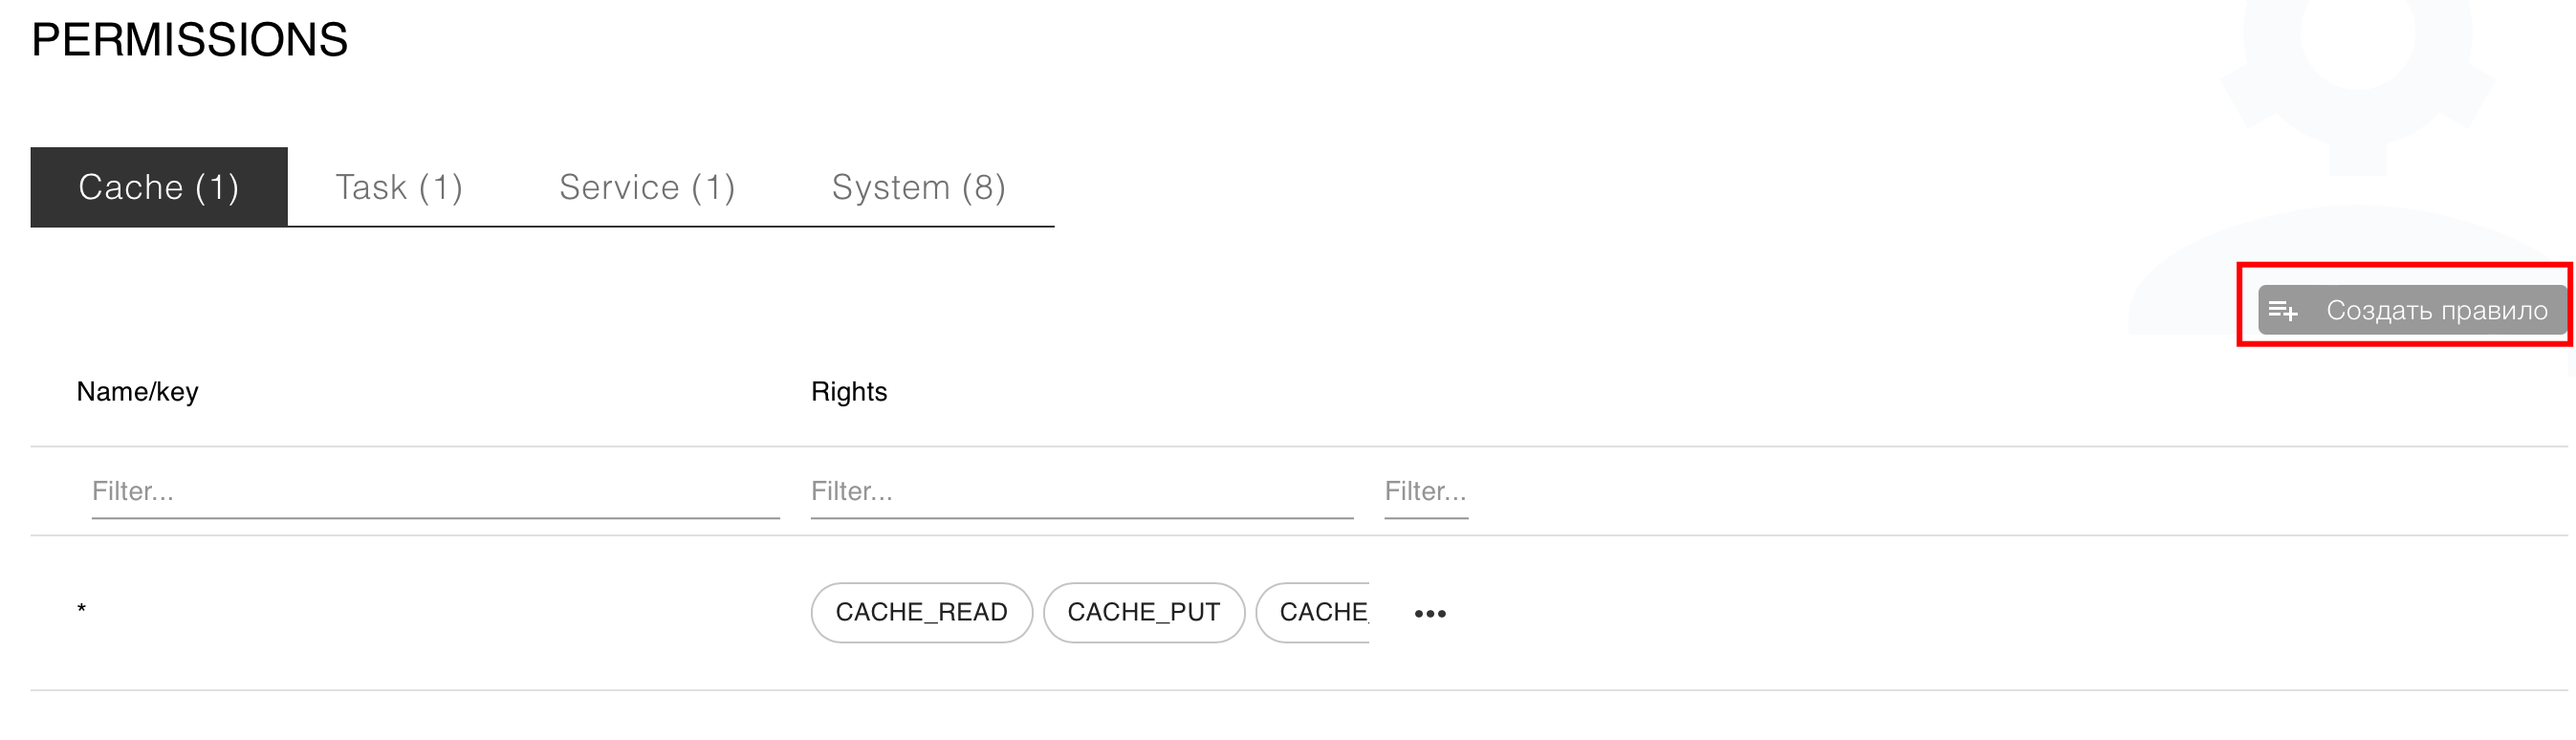 PERMISSIONS
Cache (1) Task (1) Service (1) System (8)
Создать правило
Name/key Rights
Filter... Filter... Filter...
* CACHE_READ CACHE_PUT CACHE_ •••